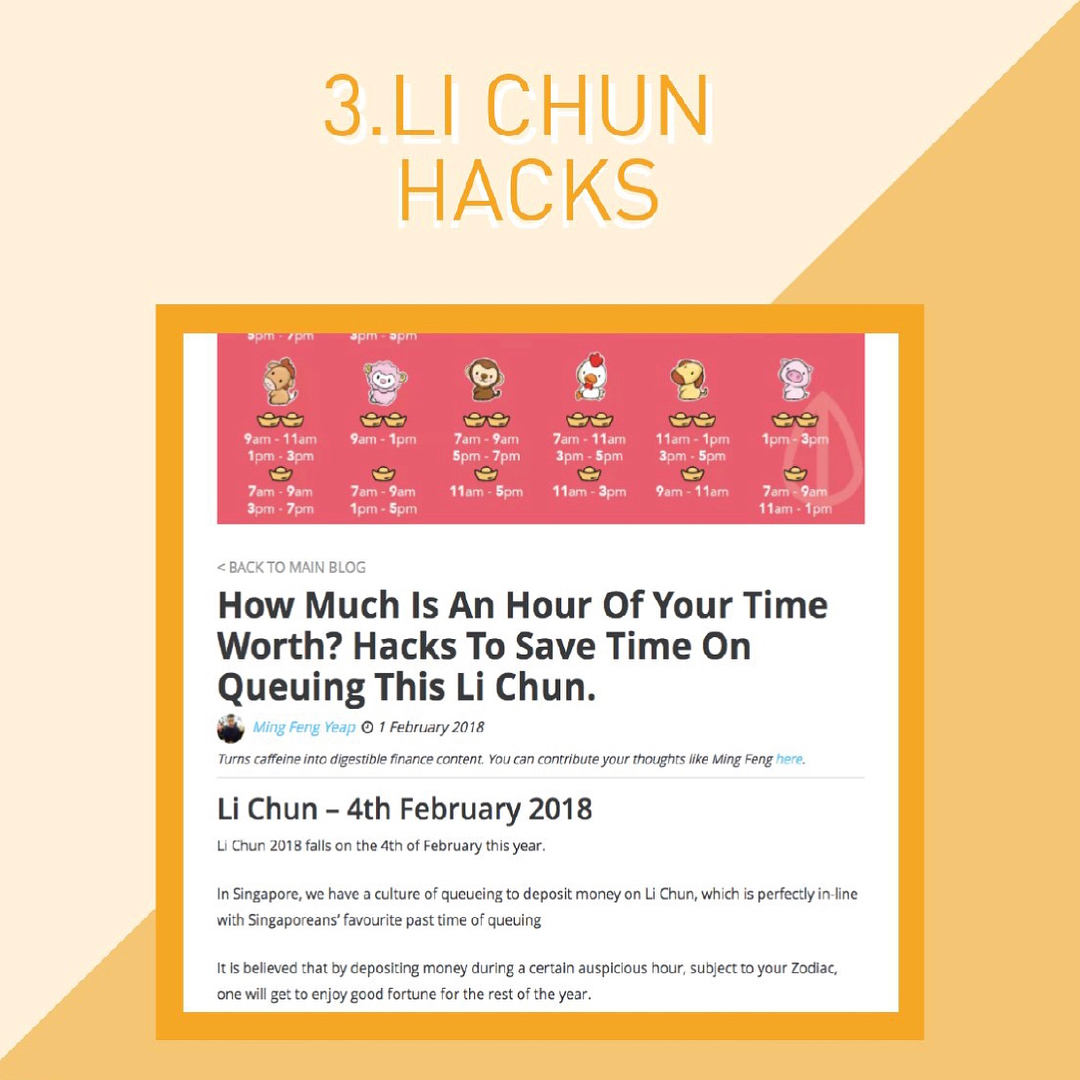 3.LI CHUN
HACKS
5pm - 7pm 3pm - 5pm
9am - 11am 9am - 1pm 7am - 9am 7am - 11am 11am - 1pm 1pm - 3pm
1pm - 3pm 5pm - 7pm 3pm - 5pm 3pm - 5pm
7am - 9am 7am - 9am 11am - 5pm 11am - 3pm 9am - 11am 7am - 9am
3pm - 7pm 1pm - 5pm 11am - 1pm
< BACK TO MAIN BLOG
How Much Is An Hour Of Your Time
Worth? Hacks To Save Time On
Queuing This Li Chun.
Ming Feng Yeap 1 February 2018
Turns caffeine into digestible finance content. You can contribute your thoughts like Ming Feng here.
Li Chun – 4th February 2018
Li Chun 2018 falls on the 4th of February this year.
In Singapore, we have a culture of queueing to deposit money on Li Chun, which is perfectly in-line
with Singaporeans’ favourite past time of queuing
It is believed that by depositing money during a certain auspicious hour, subject to your Zodiac,
one will get to enjoy good fortune for the rest of the year.